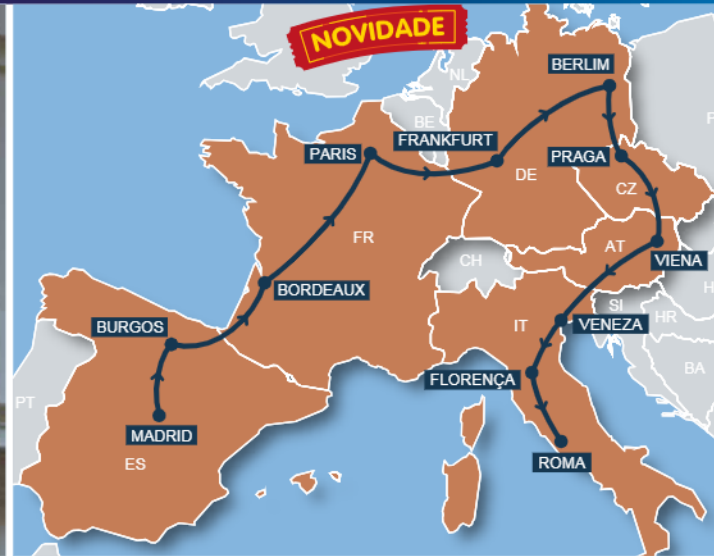 NOVIDADE
BERLIM
NL
BE
FRANKFURT
PARIS
PRAGA
DE
CZ
FR
AT
VIENA
CH
BORDEAUX
SI
HR
H
BURGOS
IT
VENEZA
BA
FLORENÇA
PT
MADRID
ES
ROMA